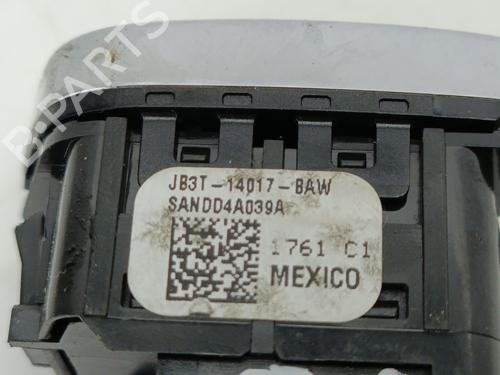 B-PARTS
JB3T-14017-BAW
SANDD4A039A
1761 C1
MEXICO